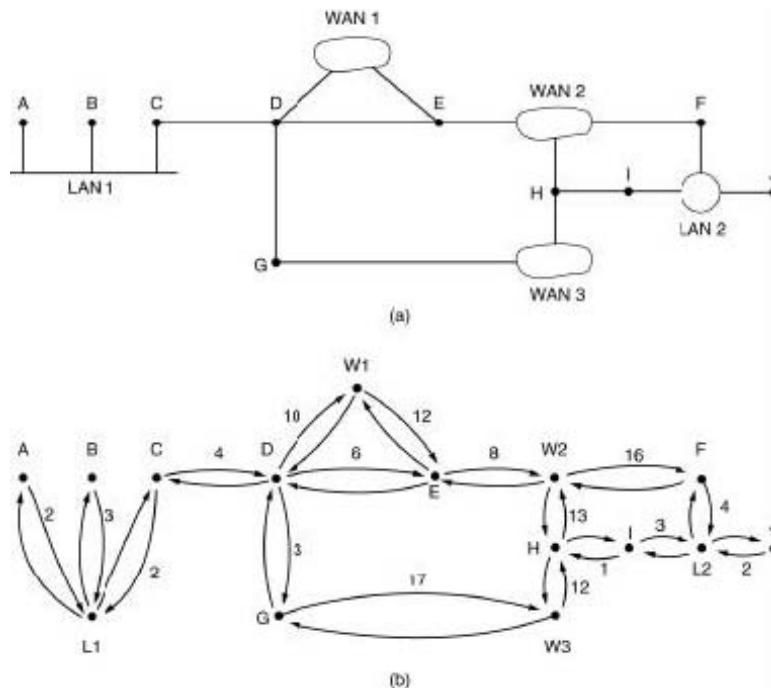 WAN 1
A B C D E WAN 2 F
LAN 1
H I
LAN 2
G
WAN 3
(a)
W1
10 12
A B C 4 D 6 8 W2 16 F
E
2 3 2 3 13 4
H I 3
1 L2 2
12
17
G
L1 W3
(b)